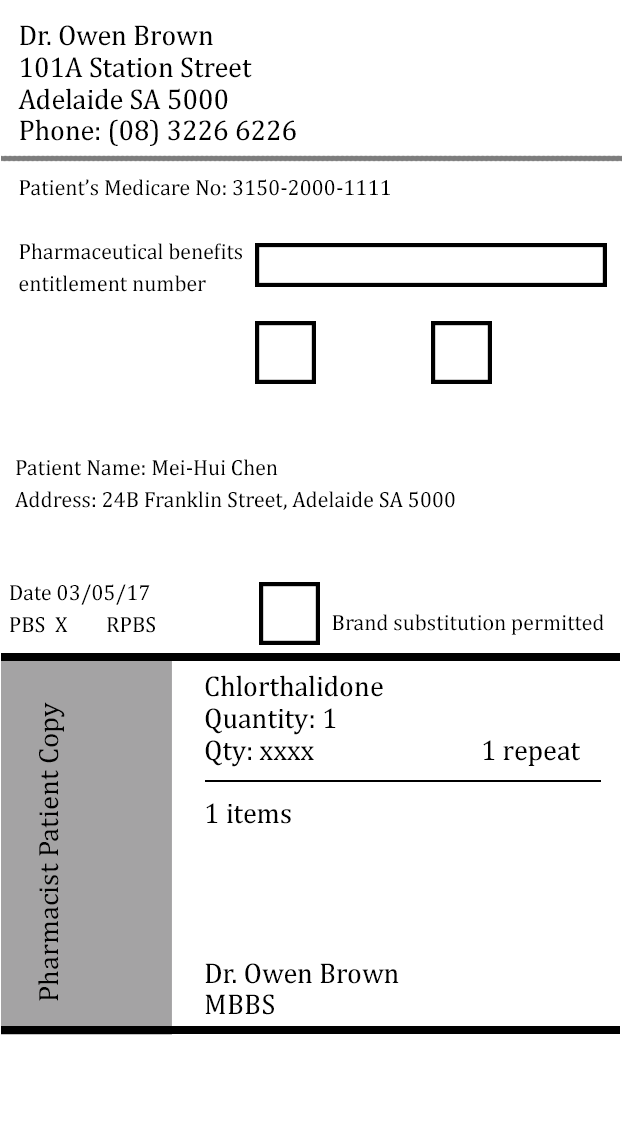 Dr. Owen Brown
101A Station Street
Adelaide SA 5000
Phone: (08) 3226 6226
Patient’s Medicare No: 3150-2000-1111
Pharmaceutical benefits
entitlement number
Patient Name: Mei-Hui Chen
Address: 24B Franklin Street, Adelaide SA 5000
Date 03/05/17
PBS X RPBS
Brand substitution permitted
Pharmacist Patient Copy
Chlorthalidone
Quantity: 1
Qty: xxxx 1 repeat
1 items
Dr. Owen Brown
MBBS